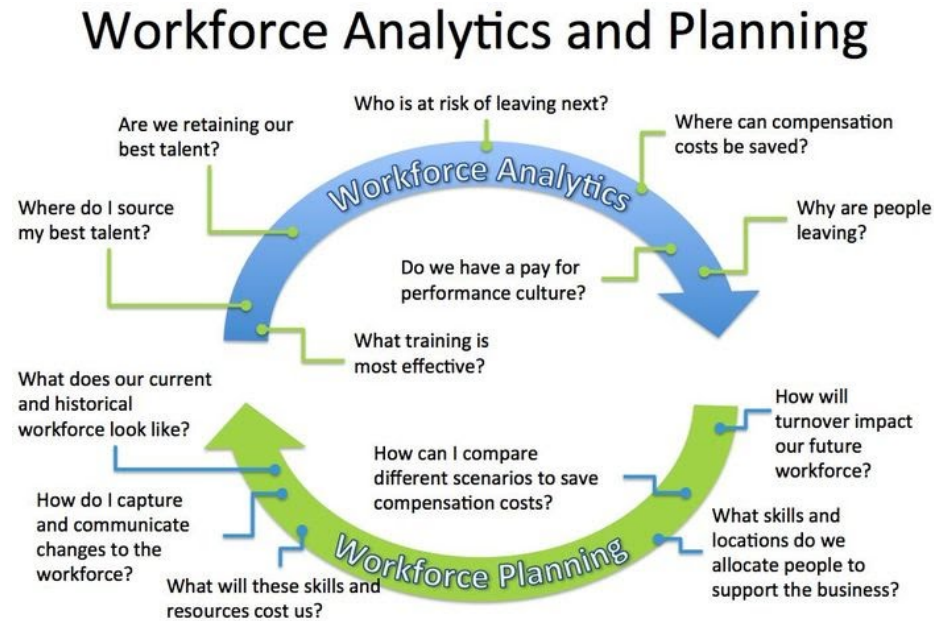 Workforce Analytics and Planning
Who is at risk of leaving next?
Are we retaining our
best talent?
Where can compensation
costs be saved?
Workforce Analytics
Where do I source
my best talent?
Why are people
leaving?
Do we have a pay for
performance culture?
What training is
most effective?
What does our current
and historical
workforce look like?
How will
turnover impact
our future
workforce?
How can I compare
different scenarios to save
compensation costs?
How do I capture
and communicate
changes to the
workforce?
What skills and
locations do we
allocate people to
support the business?
Workforce Planning
What will these skills and
resources cost us?